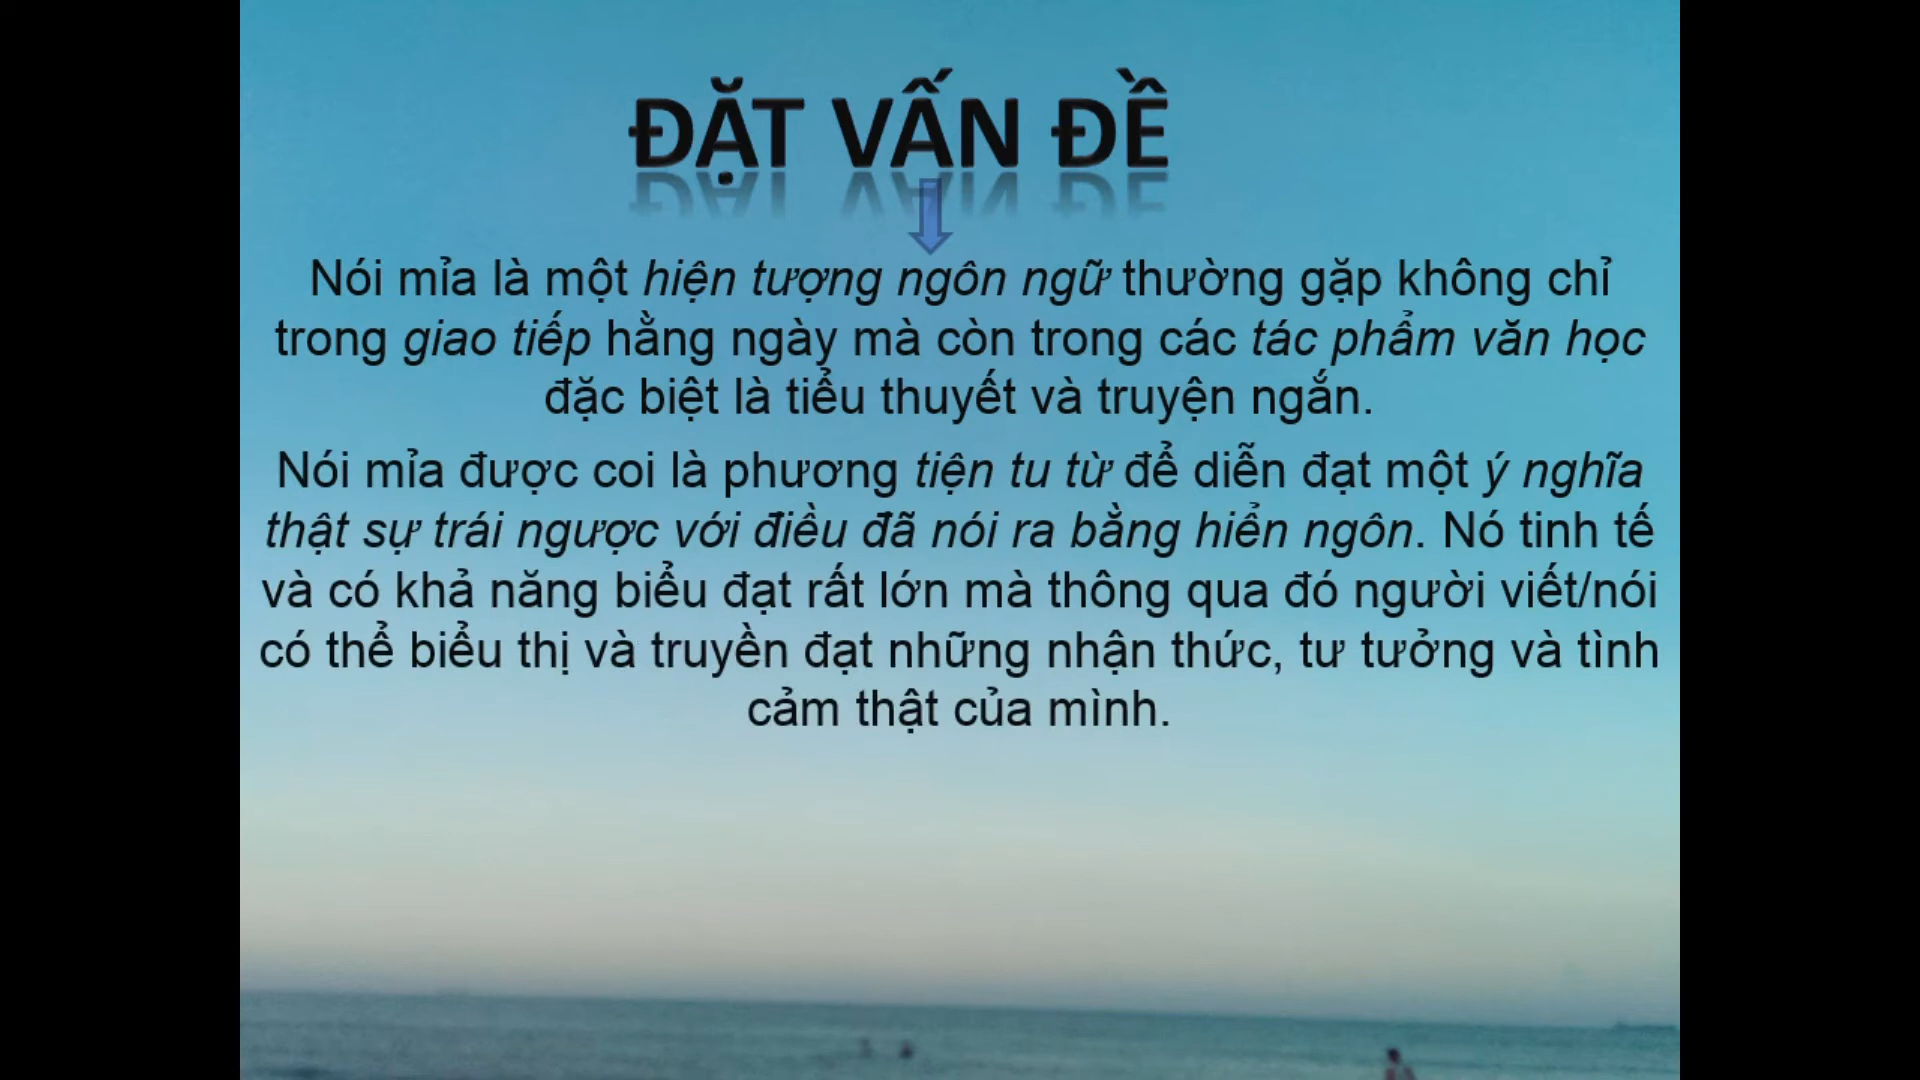 ĐẶT VẤN ĐỀ
Nói mỉa là một hiện tượng ngôn ngữ thường gặp không chỉ
trong giao tiếp hằng ngày mà còn trong các tác phẩm văn học
đặc biệt là tiểu thuyết và truyện ngắn.
Nói mỉa được coi là phương tiện tu từ để diễn đạt một ý nghĩa
thật sự trái ngược với điều đã nói ra bằng hiển ngôn. Nó tinh tế
và có khả năng biểu đạt rất lớn mà thông qua đó người viết/nói
có thể biểu thị và truyền đạt những nhận thức, tư tưởng và tình
cảm thật của mình.